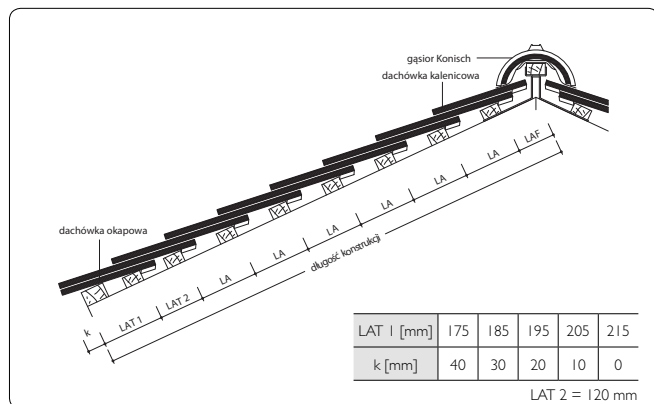 gąsior Konisch
dachówka kalenicowa
dachówka okapowa
k
LAT 1
LAT 2
LA
LA
LA
LA
LA
LA
LAF
długość konstrukcji
LAT 1 [mm] 175 185 195 205 215
k [mm] 40 30 20 10 0
LAT 2 = 120 mm